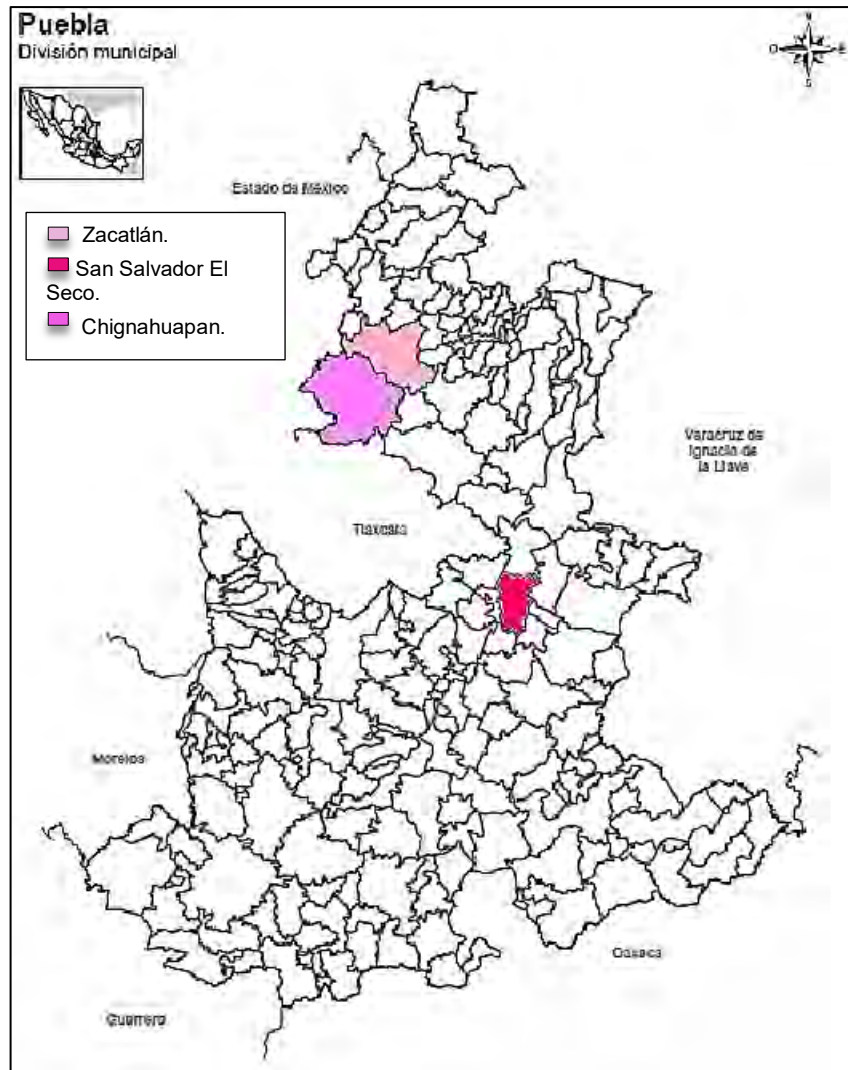 Puebla
División municipal
N
O
E
S
Estado de México
Zacatlán.
San Salvador El
Seco.
Chignahuapan.
Veracruz de
Ignacio de
la Llave
Tlaxcala
Morelos
Oaxaca
Guerrero